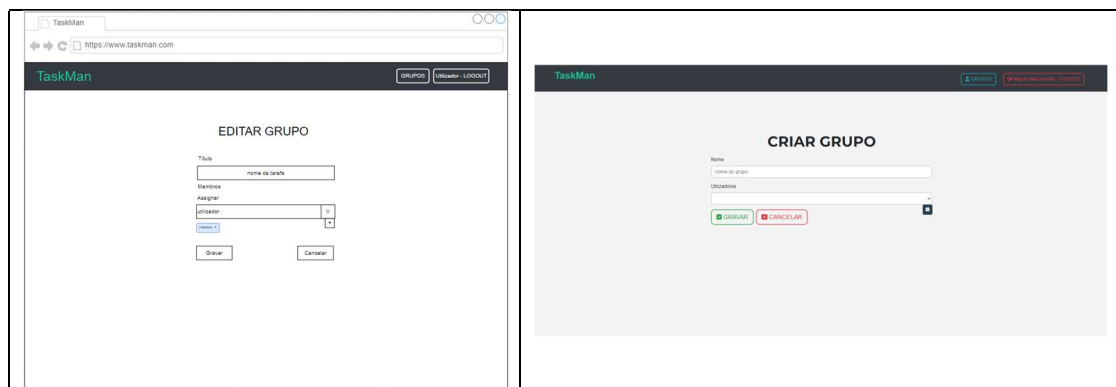 TaskMan
https://www.taskman.com
TaskMan
GRUPOS
Utilizador - LOGOUT
EDITAR GRUPO
Título
nome da tarefa
Membros
Assignar
utilizador
V
+
Gravar
Cancelar
TaskMan
GRUPOS
LOGOUT
CRIAR GRUPO
Nome
nome do grupo
Utilizadores
GRAVAR
CANCELAR